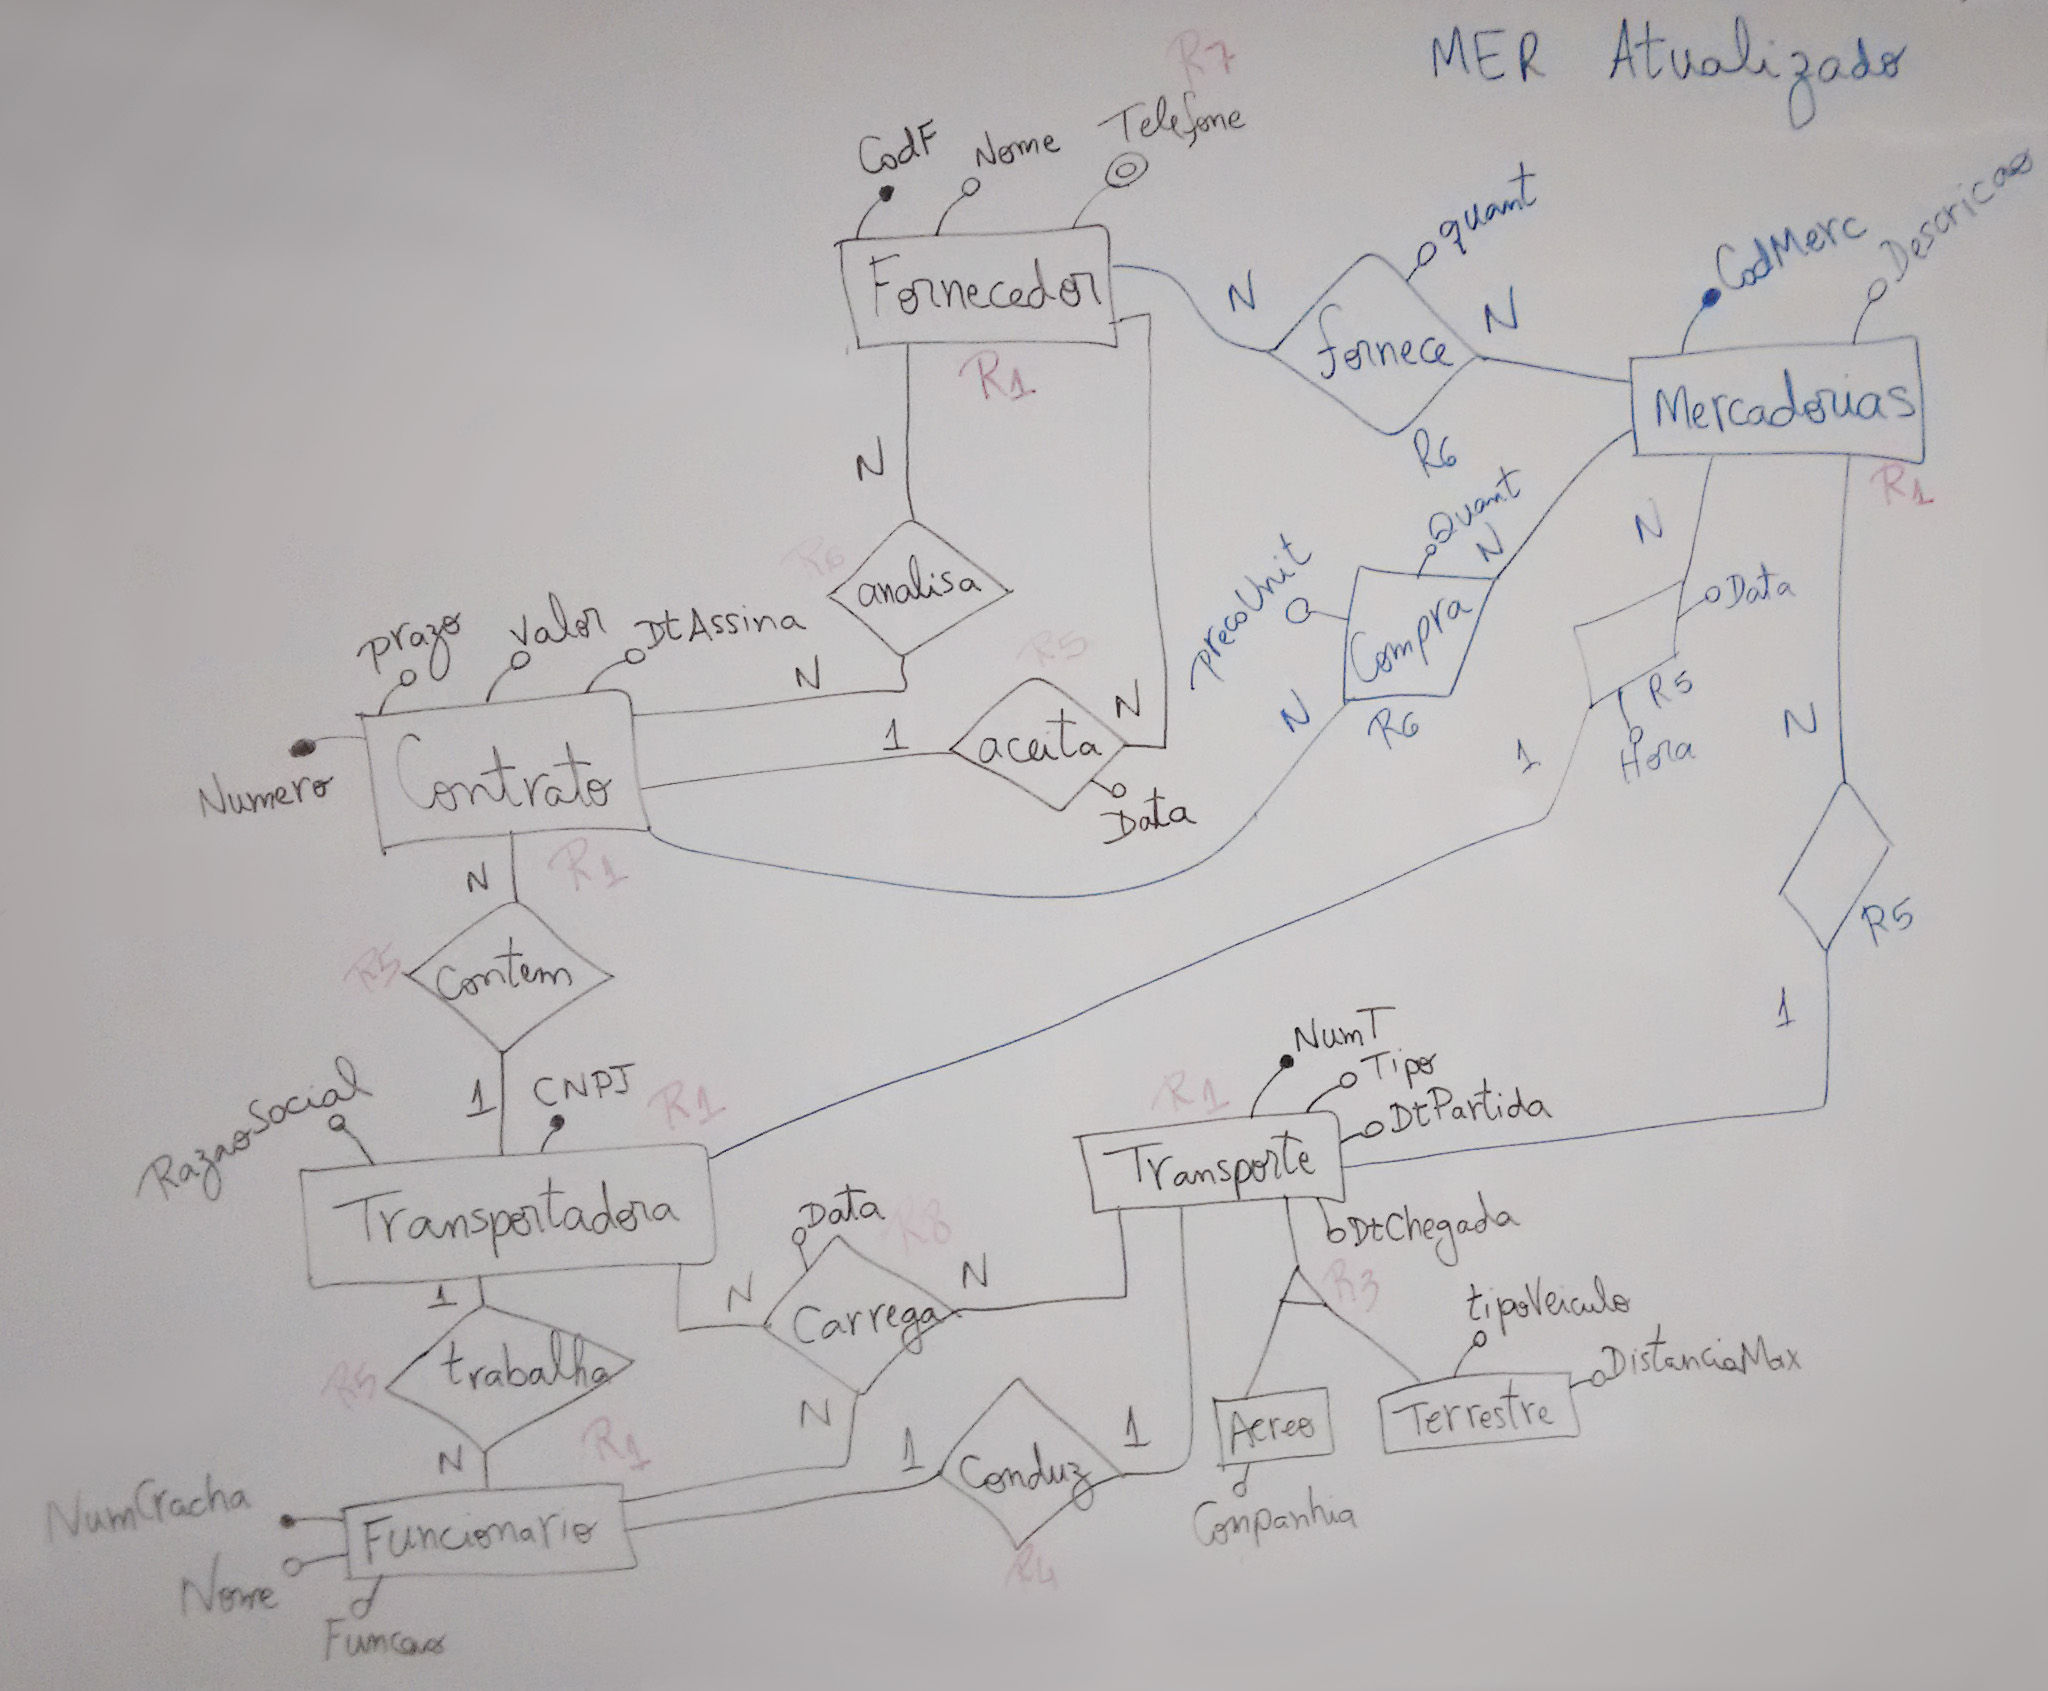 MER Atualizado
R7
CodF
Nome
Telefone
Fornecedor
R1
N
fornece
quant
N
R6
CodMerc
Descricao
Mercadorias
R1
N
analisa
R6
N
aceita
R5
1
N
Data
Compra
precoUnit
Quant
N
N
R6
N
Data
R5
Hora
1
N
R5
1
prazo
valor
DtAssina
Numero
Contrato
R1
N
Contem
R5
1
RazaoSocial
CNPJ
R1
Transportadora
NumT
Tipo
DtPartida
R1
Transporte
DtChegada
R3
Data
R8
Carrega
N
N
N
1
trabalha
R5
N
R1
Conduz
1
1
R4
Aereo
Companhia
tipoVeiculo
DistanciaMax
Terrestre
NumCracha
Nome
Funcao
Funcionario